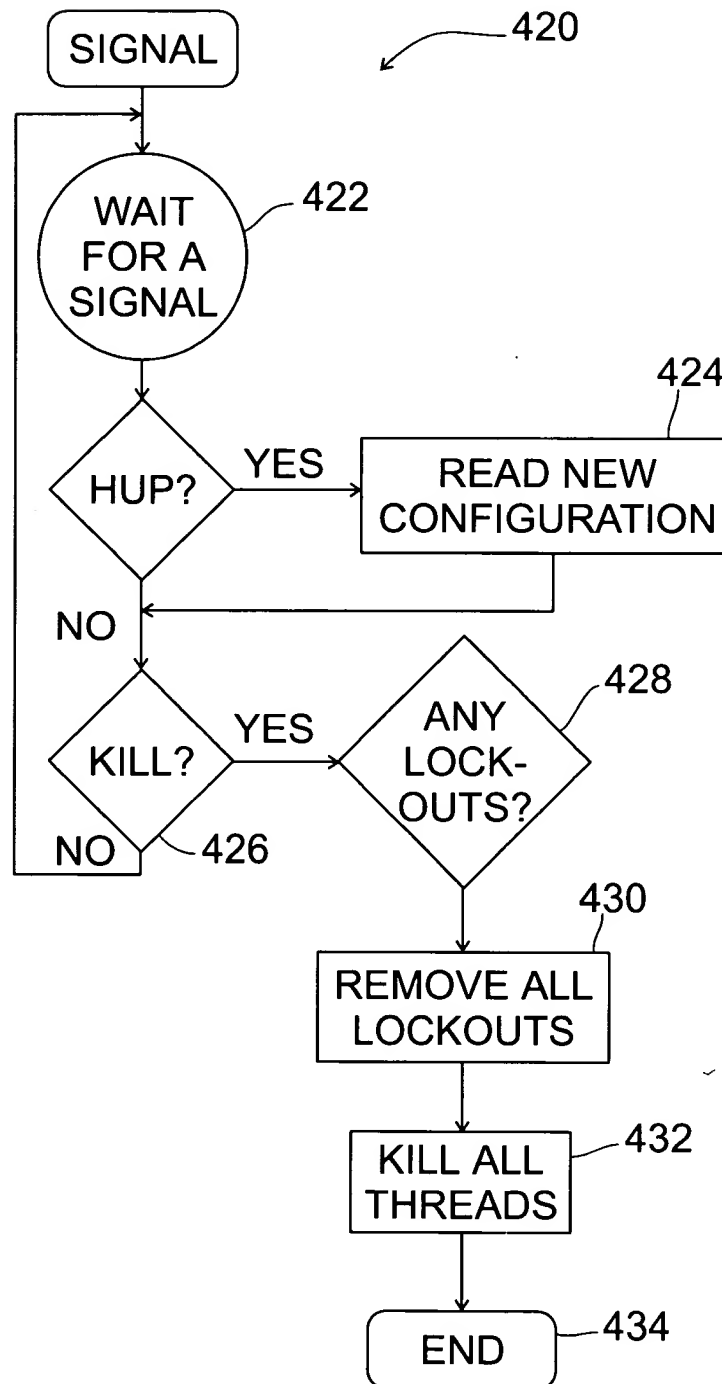 SIGNAL
420
WAIT
FOR A
SIGNAL
422
424
HUP?
YES
READ NEW
CONFIGURATION
NO
428
KILL?
YES
ANY
LOCK-
OUTS?
NO
426
430
REMOVE ALL
LOCKOUTS
432
KILL ALL
THREADS
END
434